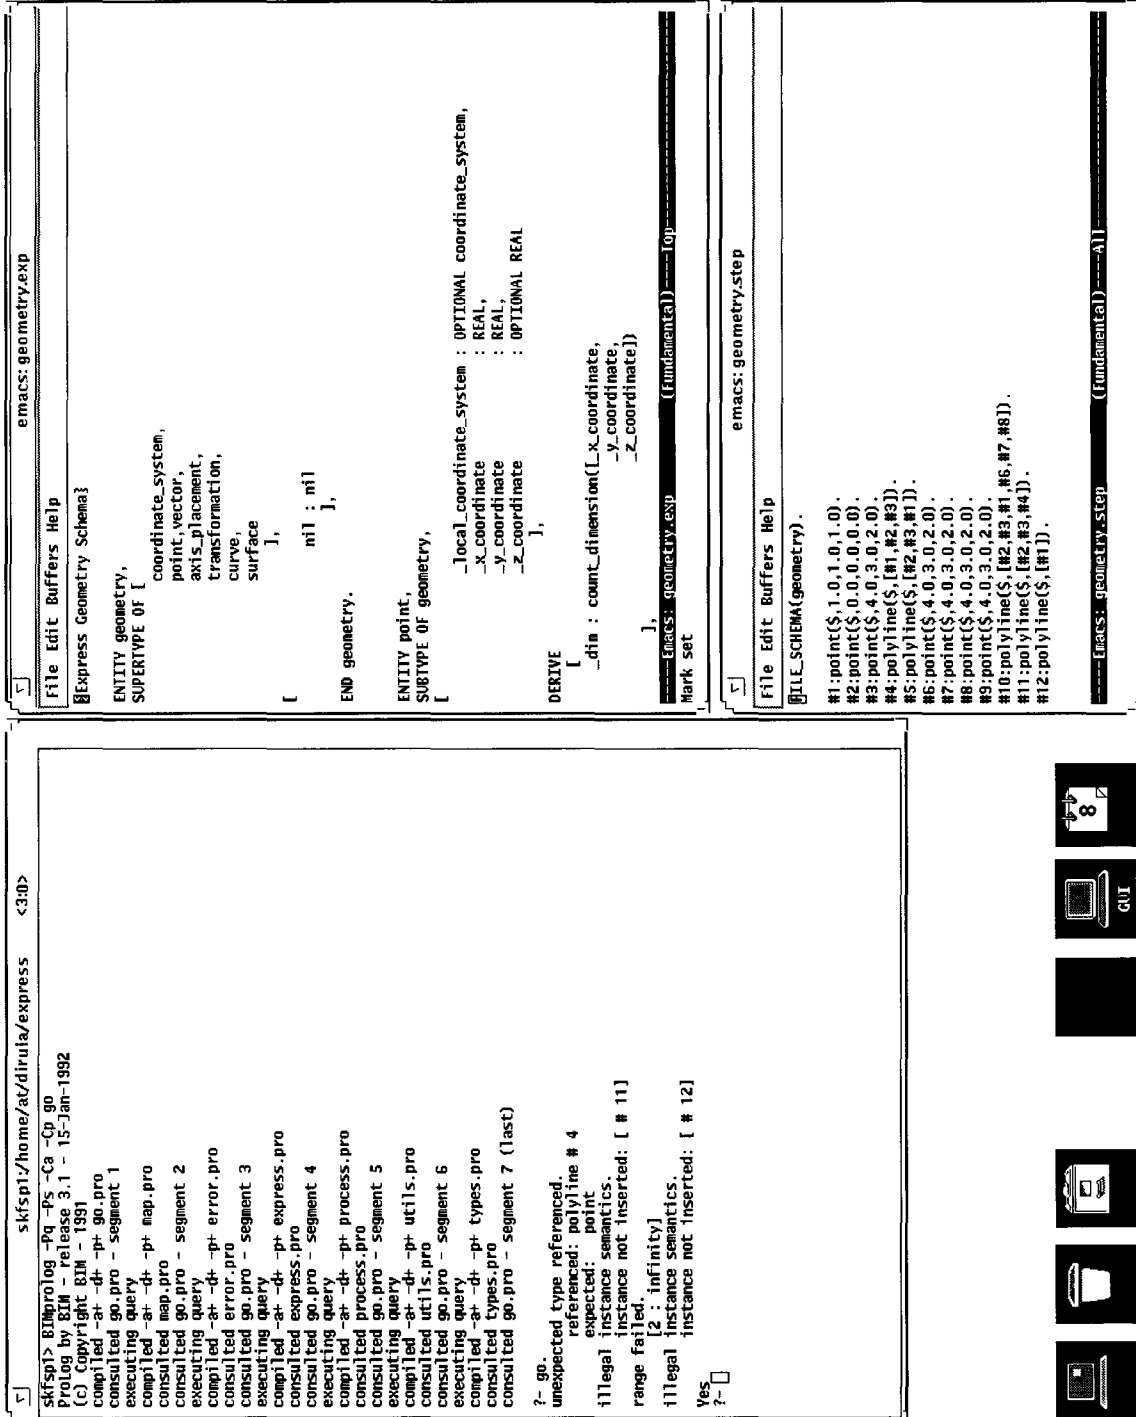 skfsp1:/home/at/dirula/express <3:0>
skfsp1> BIMprolog -Pq -Ps -Ca -Cp go
ProLog by BIM - release 3.1 - 15-Jan-1992
(c) Copyright BIM - 1991
compiled -a+ -d+ -p+ go.pro
consulted go.pro - segment 1
executing query
compiled -a+ -d+ -p+ map.pro
consulted map.pro
consulted go.pro - segment 2
executing query
compiled -a+ -d+ -p+ error.pro
consulted error.pro
consulted go.pro - segment 3
executing query
compiled -a+ -d+ -p+ express.pro
consulted express.pro
consulted go.pro - segment 4
executing query
compiled -a+ -d+ -p+ process.pro
consulted process.pro
consulted go.pro - segment 5
executing query
compiled -a+ -d+ -p+ utils.pro
consulted utils.pro
consulted go.pro - segment 6
executing query
compiled -a+ -d+ -p+ types.pro
consulted types.pro
consulted go.pro - segment 7 (last)
?- go.
unexpected type referenced.
referenced: polyline # 4
expected: point
illegal instance semantics.
instance not inserted: [ # 11]
range failed.
[2 : infinity]
illegal instance semantics.
instance not inserted: [ # 12]
Yes
?-
emacs: geometry.exp
File Edit Buffers Help
{Express Geometry Schema}
ENTITY geometry,
SUPERTYPE OF [
coordinate_system,
point,vector,
axis_placement,
transformation,
curve,
surface
],
[
nil : nil
],
END geometry.
ENTITY point,
SUBTYPE OF geometry,
[
_local_coordinate_system : OPTIONAL coordinate_system,
_x_coordinate : REAL,
_y_coordinate : REAL,
_z_coordinate : OPTIONAL REAL
],
DERIVE
[
_dim : count_dimension([_x_coordinate,
_y_coordinate,
_z_coordinate])
],
-----Emacs: geometry.exp (Fundamental)----Top-----
Mark set
emacs: geometry.step
File Edit Buffers Help
FILE_SCHEMA(geometry).
#1:point($,1.0,1.0,1.0).
#2:point($,0.0,0.0,0.0).
#3:point($,4.0,3.0,2.0).
#4:polyline($,[#1,#2,#3]).
#5:polyline($,[#2,#3,#1]).
#6:point($,4.0,3.0,2.0).
#7:point($,4.0,3.0,2.0).
#8:point($,4.0,3.0,2.0).
#9:point($,4.0,3.0,2.0).
#10:polyline($,[#2,#3,#1,#6,#7,#8]).
#11:polyline($,[#2,#3,#4]).
#12:polyline($,[#1]).
-----Emacs: geometry.step (Fundamental)----All-----
GUI
8